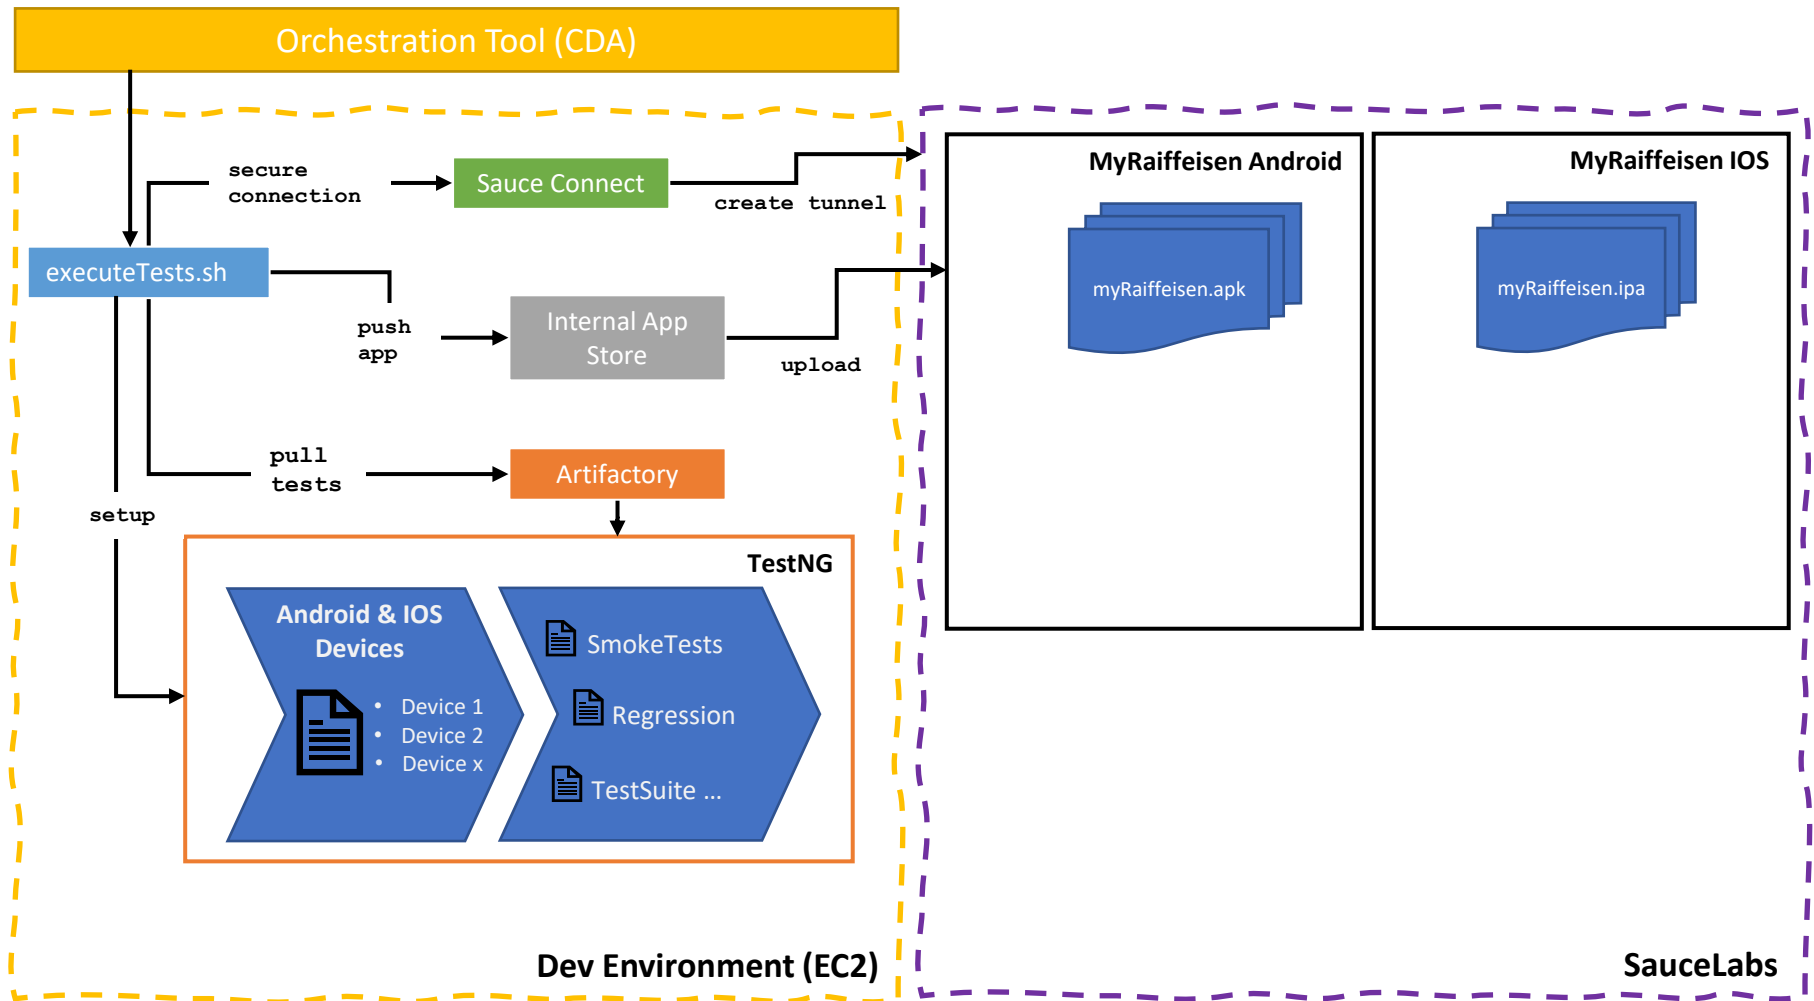 Orchestration Tool (CDA)
secure
connection
Sauce Connect
create tunnel
executeTests.sh
push
app
Internal App
Store
upload
pull
tests
Artifactory
setup
TestNG
Android & IOS
Devices
• Device 1
• Device 2
• Device x
SmokeTests
Regression
TestSuite ...
Dev Environment (EC2)
MyRaiffeisen Android
myRaiffeisen.apk
MyRaiffeisen IOS
myRaiffeisen.ipa
SauceLabs